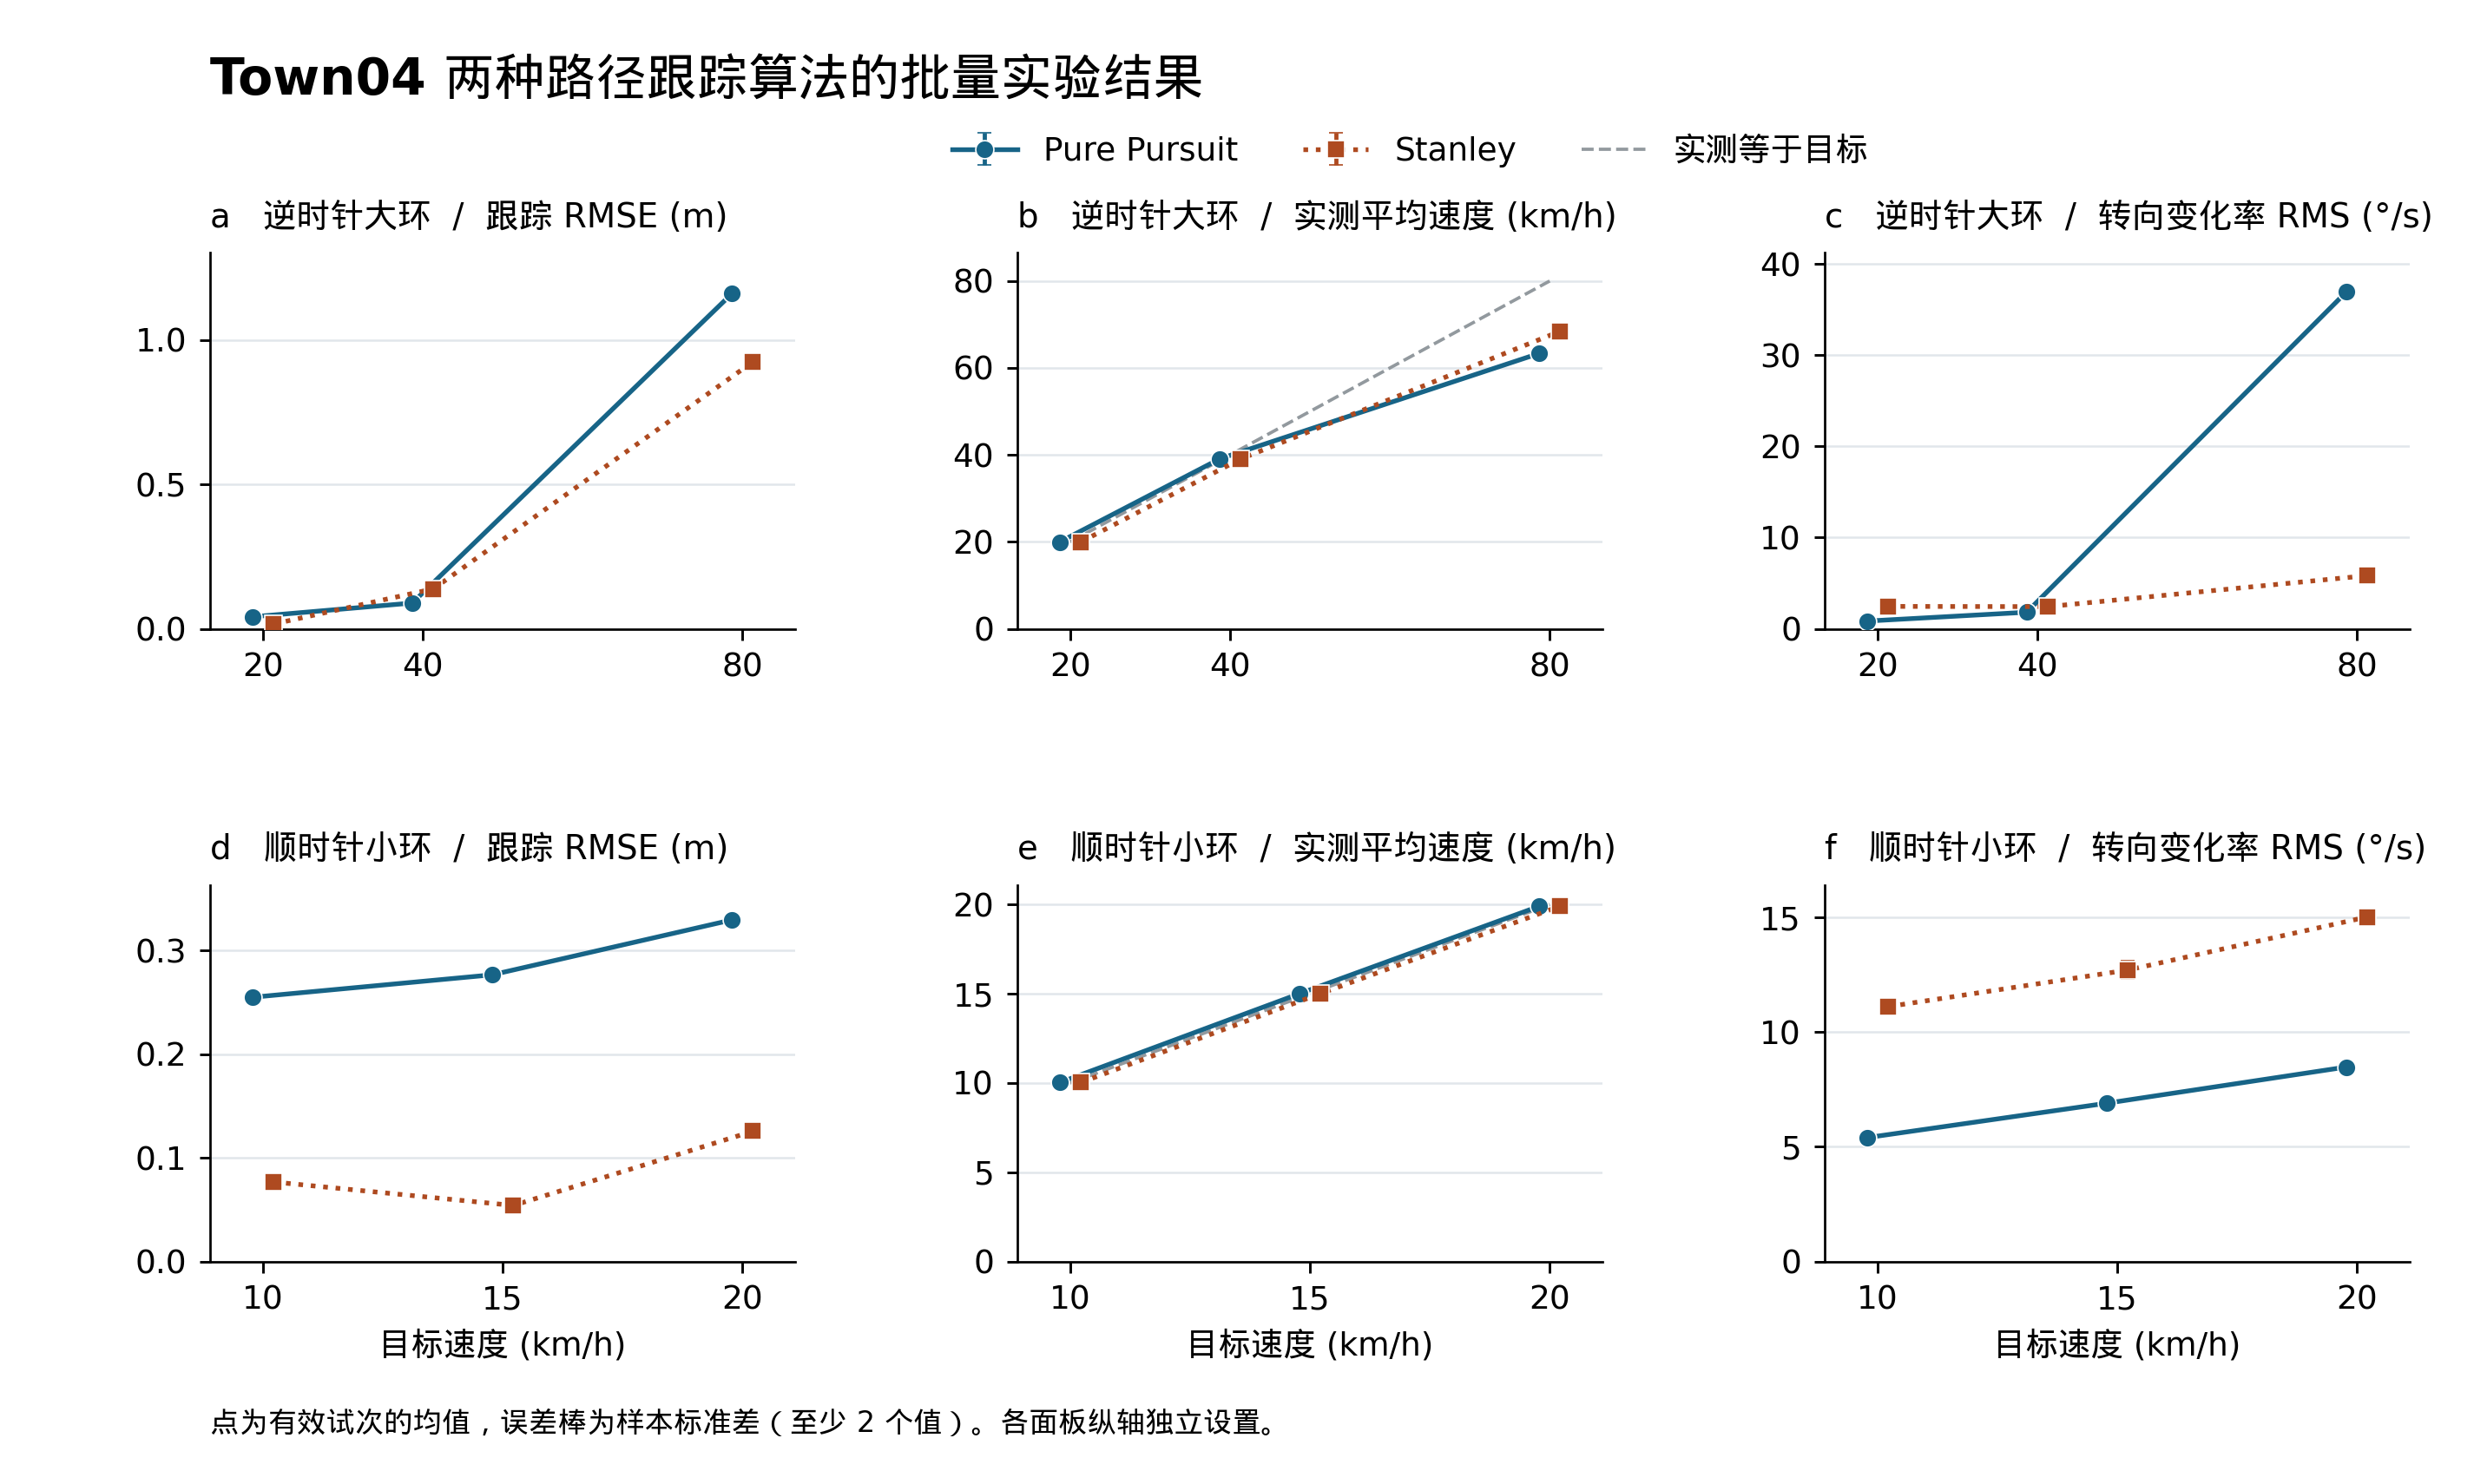 Town04 两种路径跟踪算法的批量实验结果
Pure Pursuit Stanley 实测等于目标
a 逆时针大环 / 跟踪 RMSE (m)
1.0
0.5
0.0
20 40 80
b 逆时针大环 / 实测平均速度 (km/h)
80
60
40
20
0
20 40 80
c 逆时针大环 / 转向变化率 RMS (°/s)
40
30
20
10
0
20 40 80
d 顺时针小环 / 跟踪 RMSE (m)
0.3
0.2
0.1
0.0
10 15 20
目标速度 (km/h)
e 顺时针小环 / 实测平均速度 (km/h)
20
15
10
5
0
10 15 20
目标速度 (km/h)
f 顺时针小环 / 转向变化率 RMS (°/s)
15
10
5
0
10 15 20
目标速度 (km/h)
点为有效试次的均值，误差棒为样本标准差（至少 2 个值）。各面板纵轴独立设置。